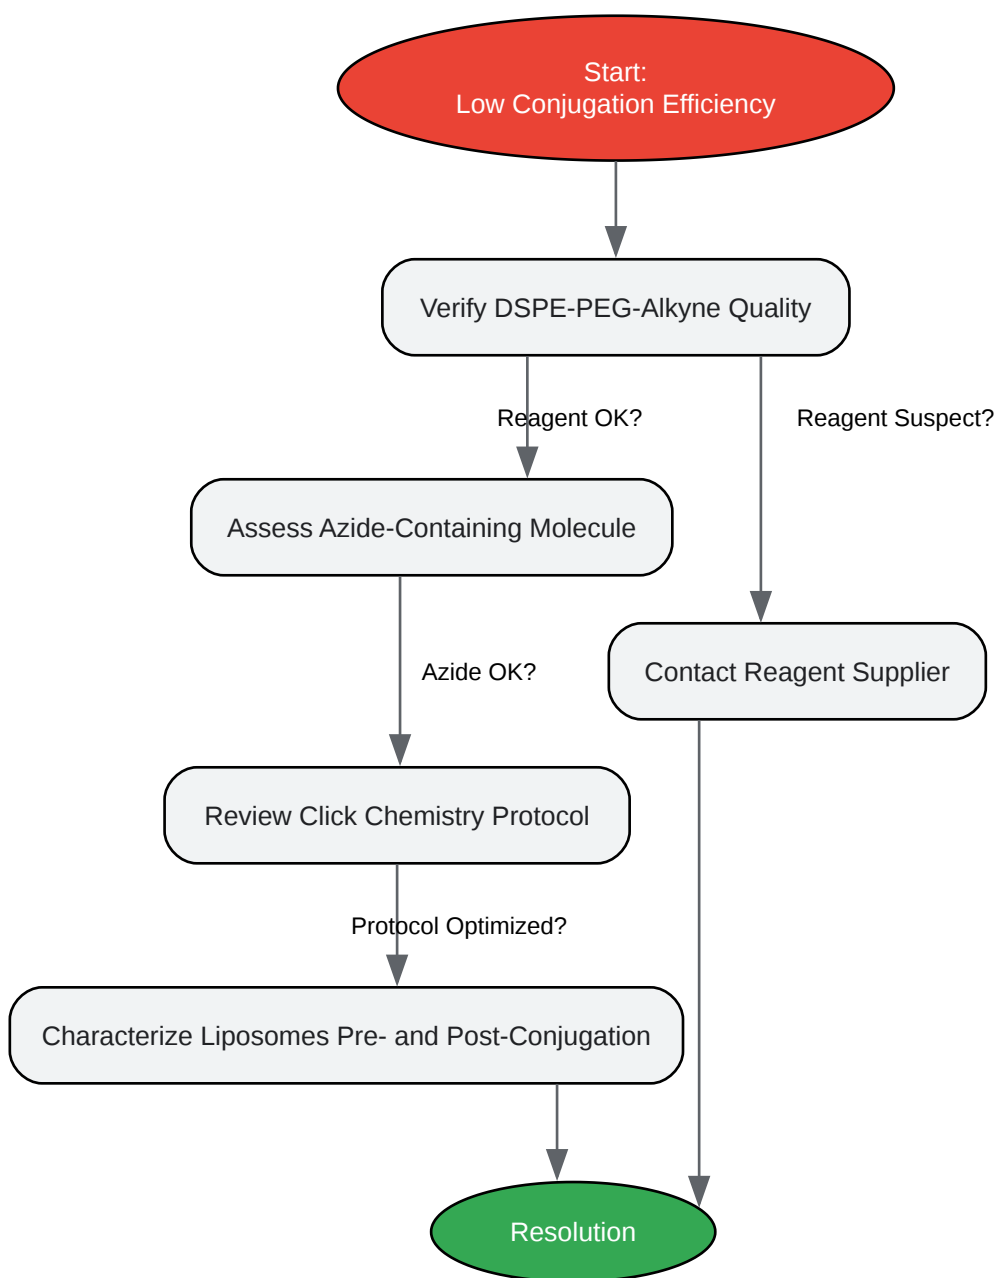 Start:
Low Conjugation Efficiency
Verify DSPE-PEG-Alkyne Quality
Reagent OK?
Reagent Suspect?
Assess Azide-Containing Molecule
Azide OK?
Contact Reagent Supplier
Review Click Chemistry Protocol
Protocol Optimized?
Characterize Liposomes Pre- and Post-Conjugation
Resolution